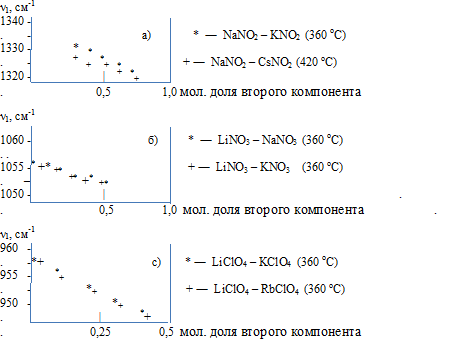 ν₁, см⁻¹
1340
а) * — NaNO₂ – KNO₂ (360 °C)
1330
+ — NaNO₂ – CsNO₂ (420 °C)
1320
0,5 1,0 мол. доля второго компонента
ν₁, см⁻¹
1060 б) * — LiNO₃ – NaNO₃ (360 °C)
1055 + — LiNO₃ – KNO₃ (360 °C)
1050
0,5 1,0 мол. доля второго компонента
ν₁, см⁻¹
960 с) * — LiClO₄ – KClO₄ (360 °C)
955
+ — LiClO₄ – RbClO₄ (360 °C)
950
0,25 0,5 мол. доля второго компонента